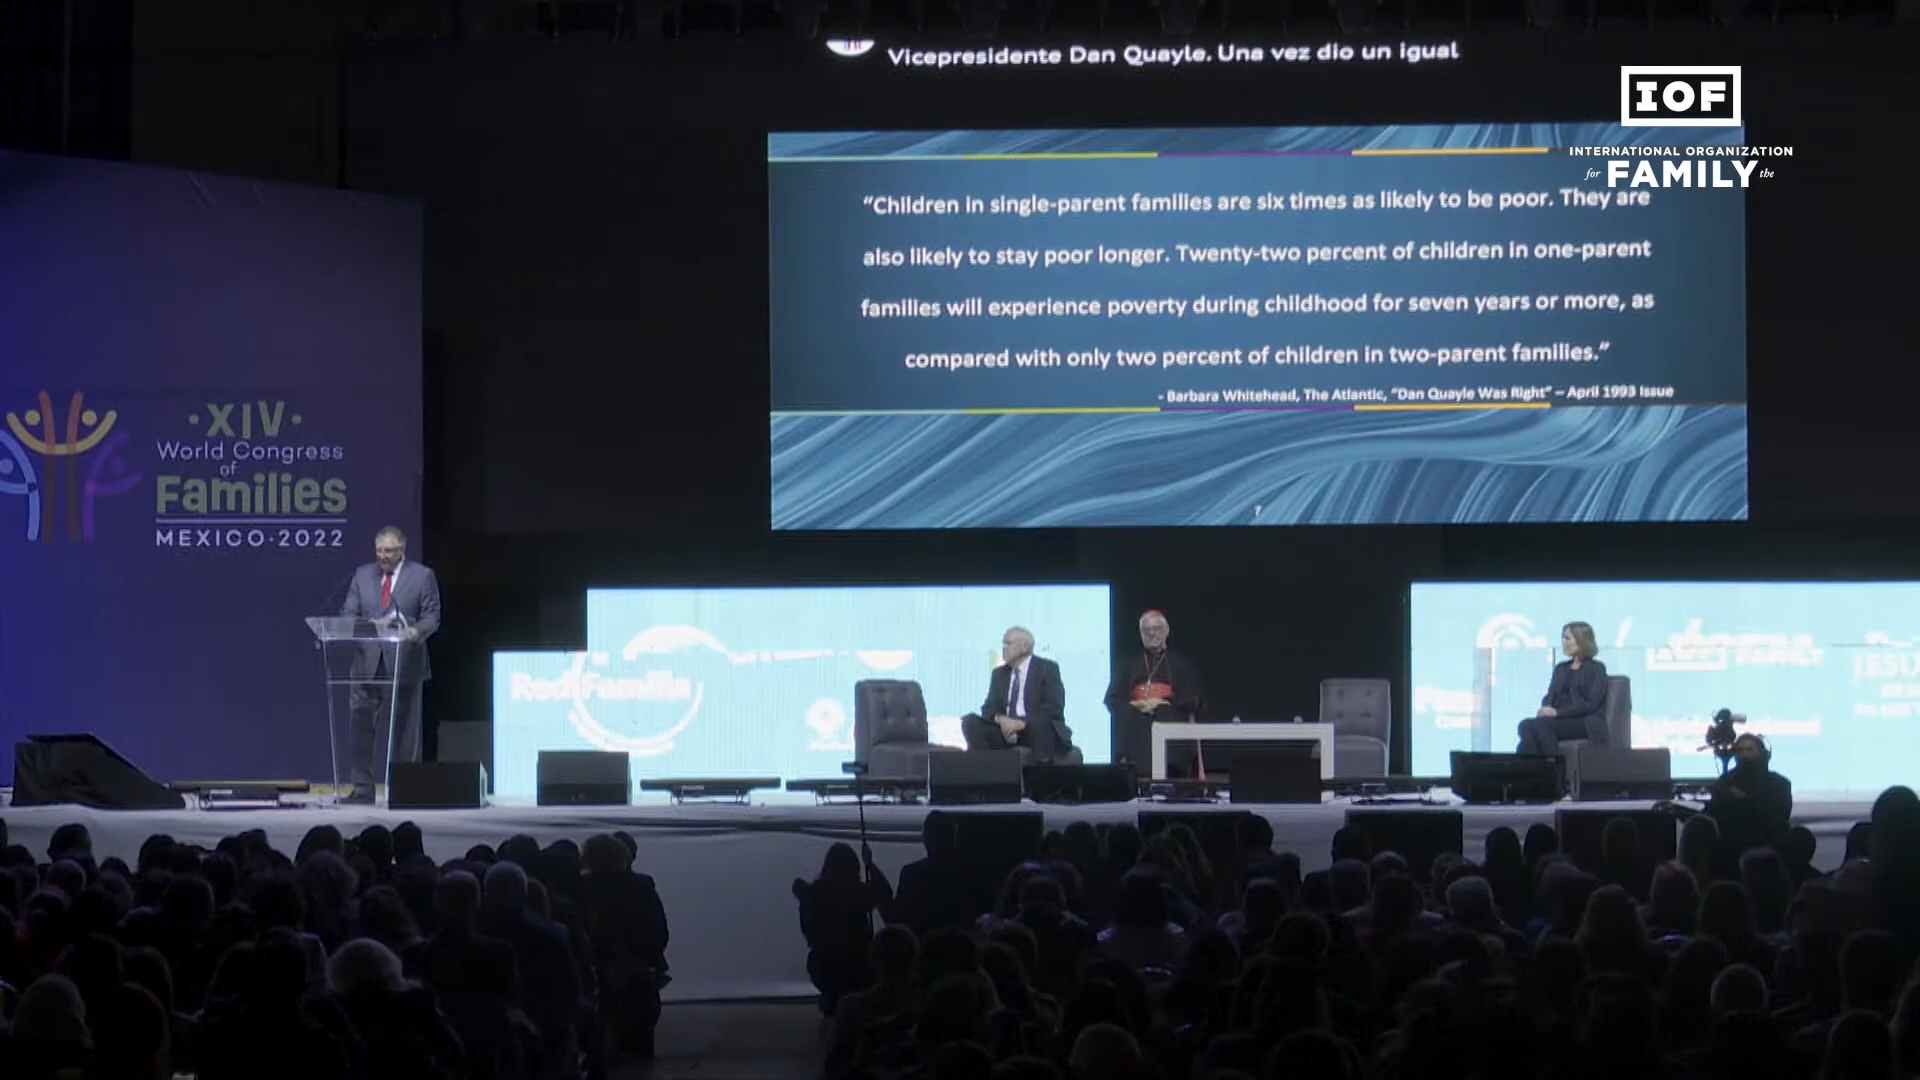 Vicepresidente Dan Quayle. Una vez dio un igual
IOF
INTERNATIONAL ORGANIZATION
for FAMILY the
“Children in single-parent families are six times as likely to be poor. They are
also likely to stay poor longer. Twenty-two percent of children in one-parent
families will experience poverty during childhood for seven years or more, as
compared with only two percent of children in two-parent families.”
- Barbara Whitehead, The Atlantic, “Dan Quayle Was Right” – April 1993 Issue
7
·XIV·
World Congress
of
Families
MEXICO·2022
Red Familia
FAMILY